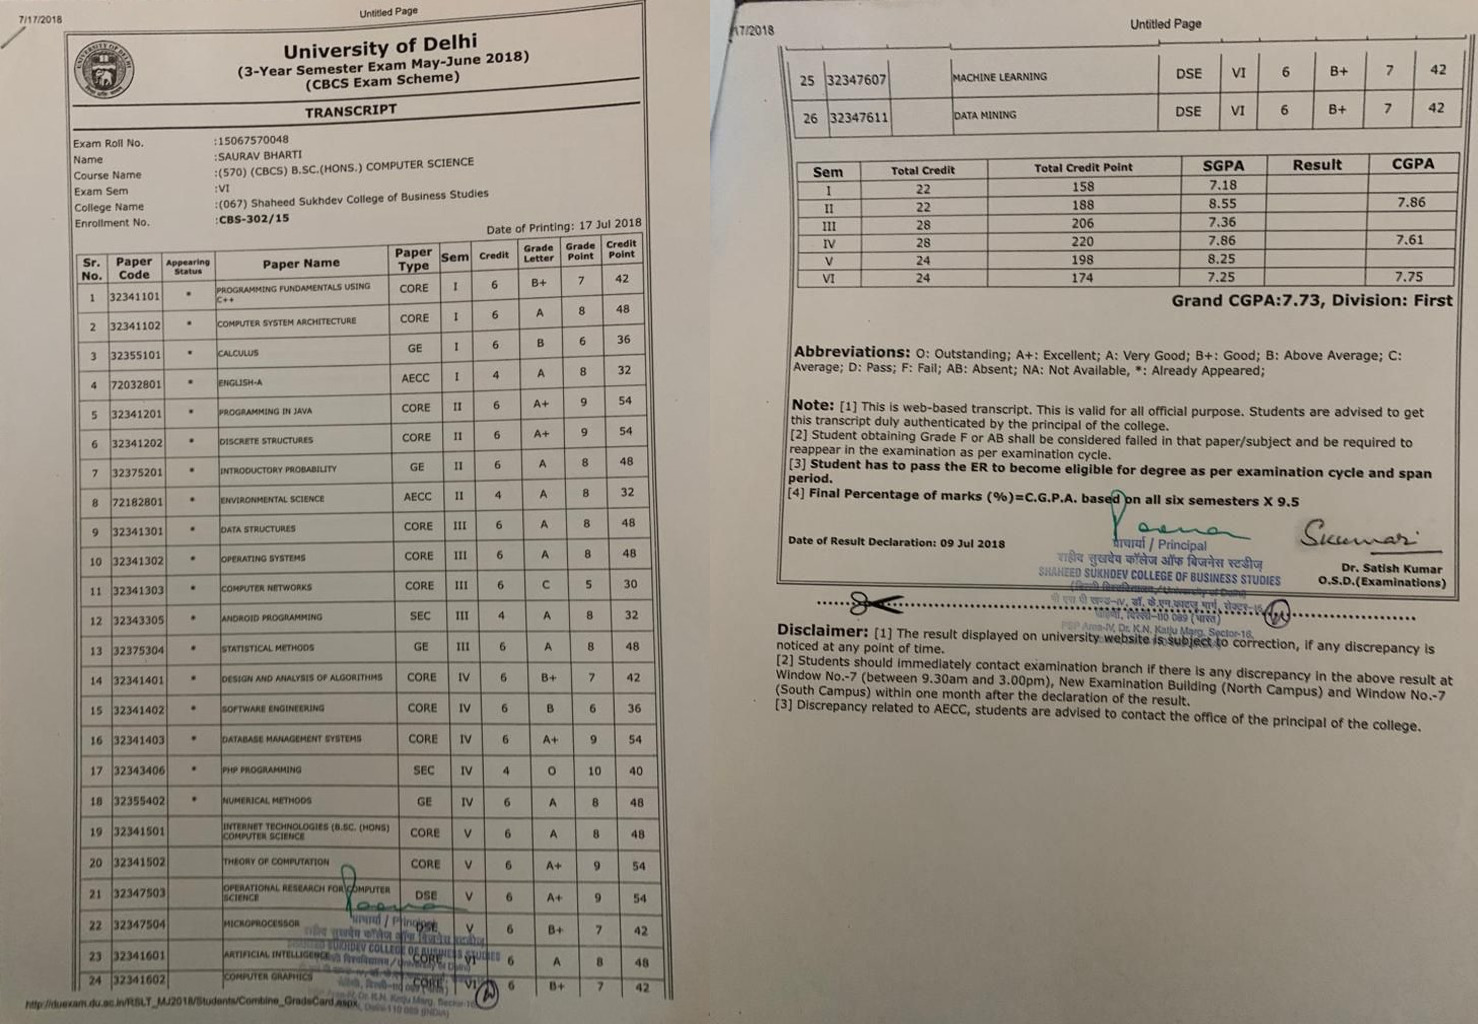 7/17/2018
Untitled Page
University of Delhi
(3-Year Semester Exam May-June 2018)
(CBCS Exam Scheme)
TRANSCRIPT
Exam Roll No. :15067570048
Name :SAURAV BHARTI
Course Name :(570) (CBCS) B.SC.(HONS.) COMPUTER SCIENCE
Exam Sem :VI
College Name :(067) Shaheed Sukhdev College of Business Studies
Enrollment No. :CBS-302/15
Date of Printing: 17 Jul 2018
Sr. No. Paper Code Appearing Status Paper Name Paper Type Sem Credit Grade Letter Grade Point Credit Point
1 32341101 * PROGRAMMING FUNDAMENTALS USING C++ CORE I 6 B+ 7 42
2 32341102 * COMPUTER SYSTEM ARCHITECTURE CORE I 6 A 8 48
3 32355101 * CALCULUS GE I 6 B 6 36
4 72032801 * ENGLISH-A AECC I 4 A 8 32
5 32341201 * PROGRAMMING IN JAVA CORE II 6 A+ 9 54
6 32341202 * DISCRETE STRUCTURES CORE II 6 A+ 9 54
7 32375201 * INTRODUCTORY PROBABILITY GE II 6 A 8 48
8 72182801 * ENVIRONMENTAL SCIENCE AECC II 4 A 8 32
9 32341301 * DATA STRUCTURES CORE III 6 A 8 48
10 32341302 * OPERATING SYSTEMS CORE III 6 A 8 48
11 32341303 * COMPUTER NETWORKS CORE III 6 C 5 30
12 32343305 * ANDROID PROGRAMMING SEC III 4 A 8 32
13 32375304 * STATISTICAL METHODS GE III 6 A 8 48
14 32341401 * DESIGN AND ANALYSIS OF ALGORITHMS CORE IV 6 B+ 7 42
15 32341402 * SOFTWARE ENGINEERING CORE IV 6 B 6 36
16 32341403 * DATABASE MANAGEMENT SYSTEMS CORE IV 6 A+ 9 54
17 32343406 * PHP PROGRAMMING SEC IV 4 O 10 40
18 32355402 * NUMERICAL METHODS GE IV 6 A 8 48
19 32341501 INTERNET TECHNOLOGIES (B.SC. (HONS) COMPUTER SCIENCE CORE V 6 A 8 48
20 32341502 THEORY OF COMPUTATION CORE V 6 A+ 9 54
21 32347503 OPERATIONAL RESEARCH FOR COMPUTER SCIENCE DSE V 6 A+ 9 54
22 32347504 MICROPROCESSOR DSE V 6 B+ 7 42
23 32341601 ARTIFICIAL INTELLIGENCE CORE VI 6 A 8 48
24 32341602 COMPUTER GRAPHICS CORE VI 6 B+ 7 42
http://duexam.du.ac.in/RSLT_MJ2018/Students/Combine_GradeCard.aspx
/17/2018
Untitled Page
25 32347607 MACHINE LEARNING DSE VI 6 B+ 7 42
26 32347611 DATA MINING DSE VI 6 B+ 7 42
Sem Total Credit Total Credit Point SGPA Result CGPA
I 22 158 7.18
II 22 188 8.55 7.86
III 28 206 7.36
IV 28 220 7.86 7.61
V 24 198 8.25
VI 24 174 7.25 7.75
Grand CGPA:7.73, Division: First
Abbreviations: O: Outstanding; A+: Excellent; A: Very Good; B+: Good; B: Above Average; C:
Average; D: Pass; F: Fail; AB: Absent; NA: Not Available, *: Already Appeared;
Note: [1] This is web-based transcript. This is valid for all official purpose. Students are advised to get
this transcript duly authenticated by the principal of the college.
[2] Student obtaining Grade F or AB shall be considered failed in that paper/subject and be required to
reappear in the examination as per examination cycle.
[3] Student has to pass the ER to become eligible for degree as per examination cycle and span
period.
[4] Final Percentage of marks (%)=C.G.P.A. based on all six semesters X 9.5
Date of Result Declaration: 09 Jul 2018
प्राचार्या / Principal
शहीद सुखदेव कॉलेज ऑफ बिजनेस स्टडीज़
SHAHEED SUKHDEV COLLEGE OF BUSINESS STUDIES
Skumar
Dr. Satish Kumar
O.S.D.(Examinations)
Disclaimer: [1] The result displayed on university website is subject to correction, if any discrepancy is
noticed at any point of time.
[2] Students should immediately contact examination branch if there is any discrepancy in the above result at
Window No.-7 (between 9.30am and 3.00pm), New Examination Building (North Campus) and Window No.-7
(South Campus) within one month after the declaration of the result.
[3] Discrepancy related to AECC, students are advised to contact the office of the principal of the college.